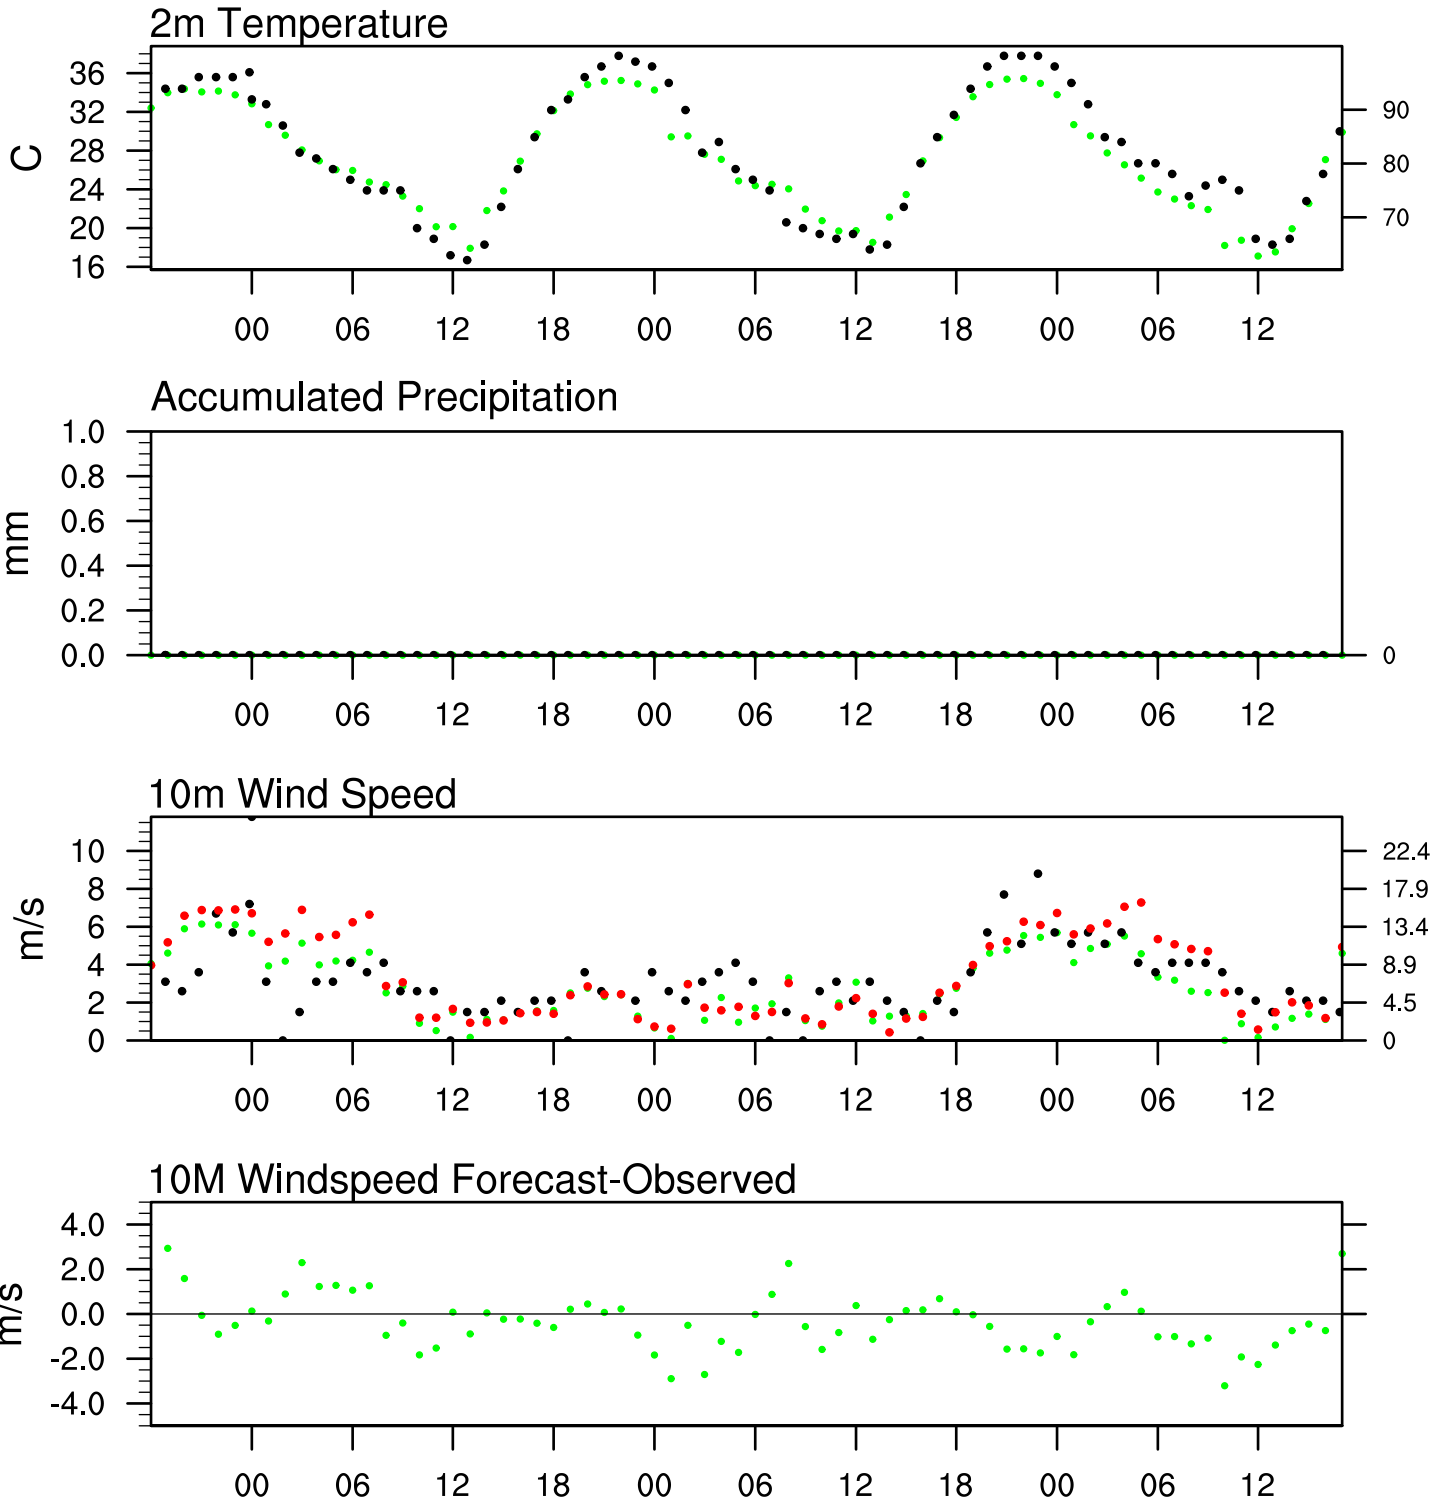 2m Temperature
36
32
28
24
20
16
C
90
80
70
00 06 12 18 00 06 12 18 00 06 12
Accumulated Precipitation
1.0
0.8
0.6
0.4
0.2
0.0
mm
0
00 06 12 18 00 06 12 18 00 06 12
10m Wind Speed
10
8
6
4
2
0
m/s
22.4
17.9
13.4
8.9
4.5
0
00 06 12 18 00 06 12 18 00 06 12
10M Windspeed Forecast-Observed
4.0
2.0
0.0
-2.0
-4.0
m/s
00 06 12 18 00 06 12 18 00 06 12